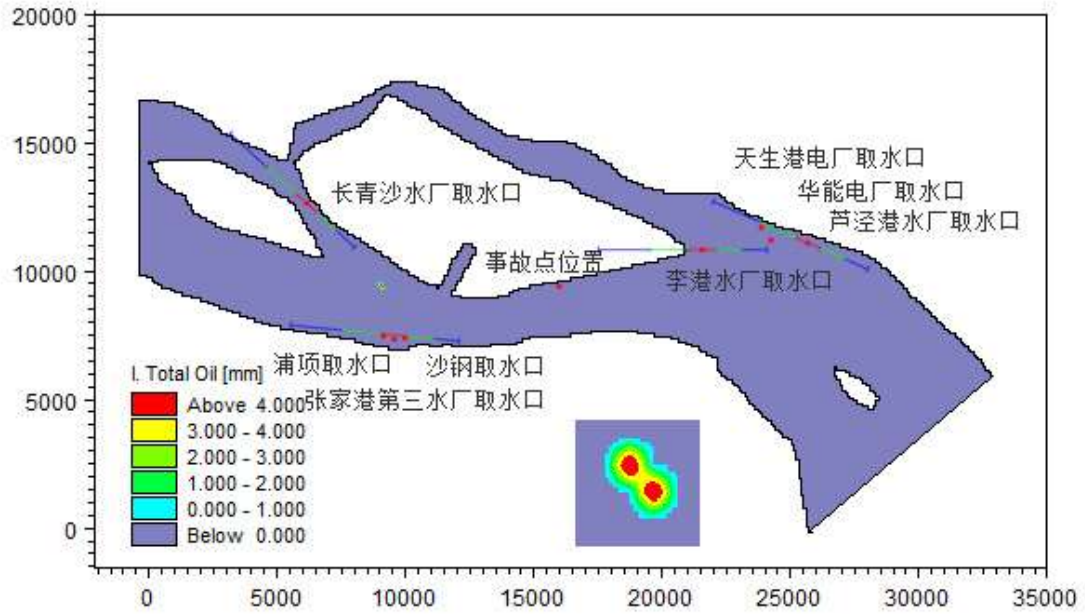 20000
15000
10000
5000
0
天生港电厂取水口
华能电厂取水口
芦泾港水厂取水口
长青沙水厂取水口
事故点位置
李港水厂取水口
浦项取水口
沙钢取水口
张家港第三水厂取水口
I. Total Oil [mm]
Above 4.000
3.000 - 4.000
2.000 - 3.000
1.000 - 2.000
0.000 - 1.000
Below 0.000
0 5000 10000 15000 20000 25000 30000 35000